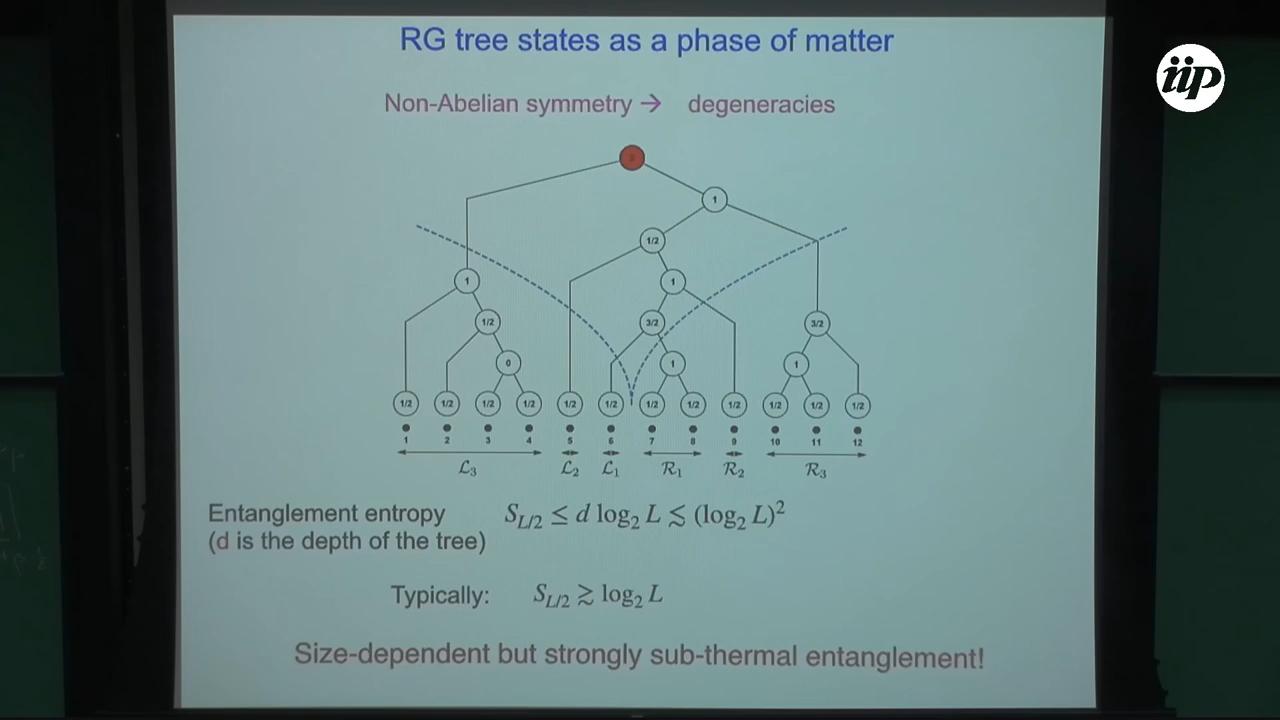 RG tree states as a phase of matter
iip
Non-Abelian symmetry → degeneracies
1
1/2
1 1
1/2 3/2 3/2
0 1 1
1/2 1/2 1/2 1/2 1/2 1/2 1/2 1/2 1/2 1/2 1/2 1/2
1 2 3 4 5 6 7 8 9 10 11 12
ℒ₃ ℒ₂ ℒ₁ ℛ₁ ℛ₂ ℛ₃
Entanglement entropy S_{L/2} ≤ d log₂ L ≲ (log₂ L)²
(d is the depth of the tree)
Typically: S_{L/2} ≳ log₂ L
Size-dependent but strongly sub-thermal entanglement!